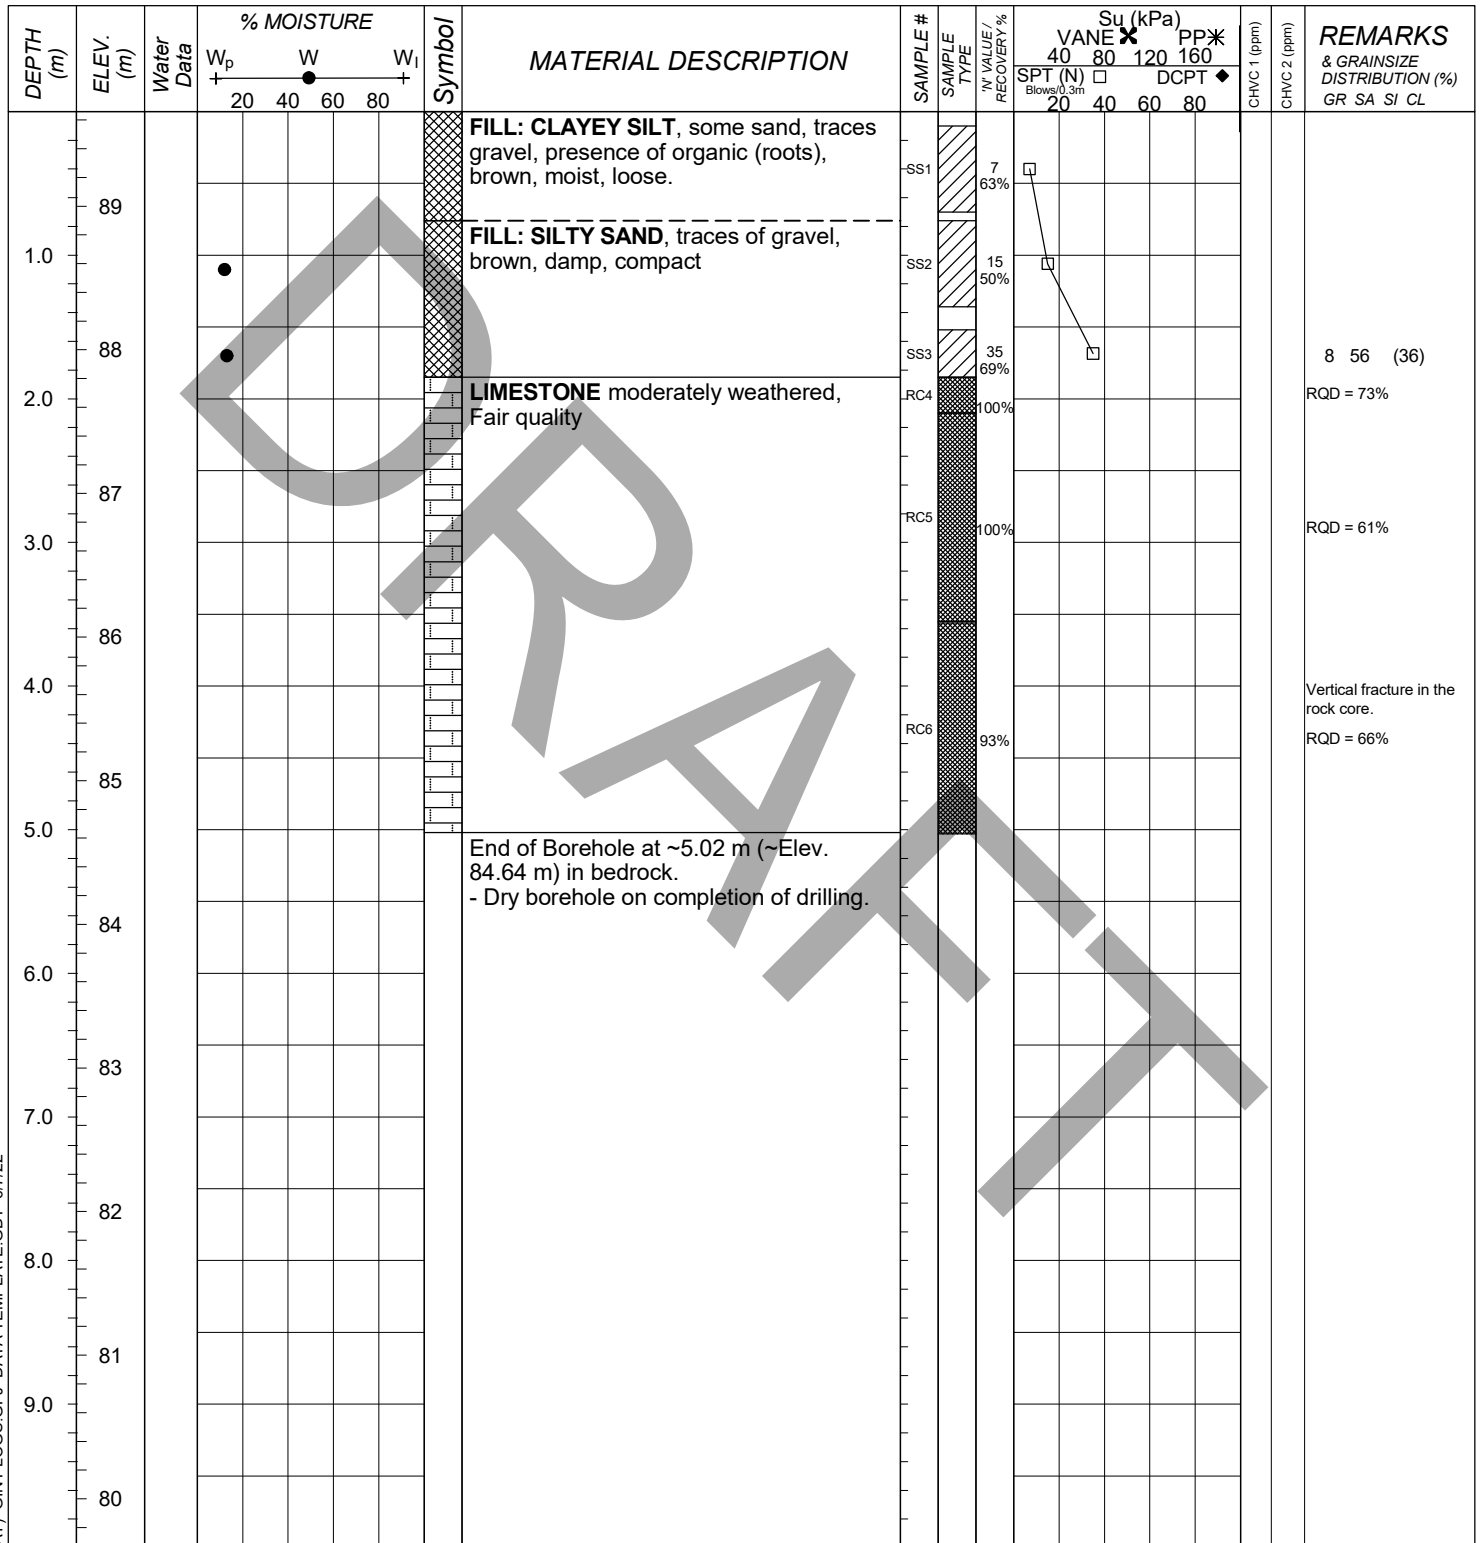 DEPTH (m)
ELEV. (m)
Water Data
% MOISTURE
Wp W Wl
20 40 60 80
Symbol
MATERIAL DESCRIPTION
SAMPLE #
SAMPLE TYPE
'N' VALUE / RECOVERY %
Su (kPa)
VANE PP
40 80 120 160
SPT (N) DCPT
Blows/0.3m
20 40 60 80
CHVC 1 (ppm)
CHVC 2 (ppm)
REMARKS
& GRAINSIZE
DISTRIBUTION (%)
GR SA SI CL
FILL: CLAYEY SILT, some sand, traces
gravel, presence of organic (roots),
brown, moist, loose.
SS1 7
63%
89
FILL: SILTY SAND, traces of gravel,
brown, damp, compact
1.0
SS2 15
50%
88
SS3 35
69%
8 56 (36)
LIMESTONE moderately weathered,
Fair quality
2.0
RC4 100%
RQD = 73%
87
RC5 100%
RQD = 61%
3.0
86
4.0
Vertical fracture in the
rock core.
RC6 93%
RQD = 66%
85
5.0
End of Borehole at ~5.02 m (~Elev.
84.64 m) in bedrock.
- Dry borehole on completion of drilling.
84
6.0
83
7.0
82
8.0
81
9.0
80
DRAFT